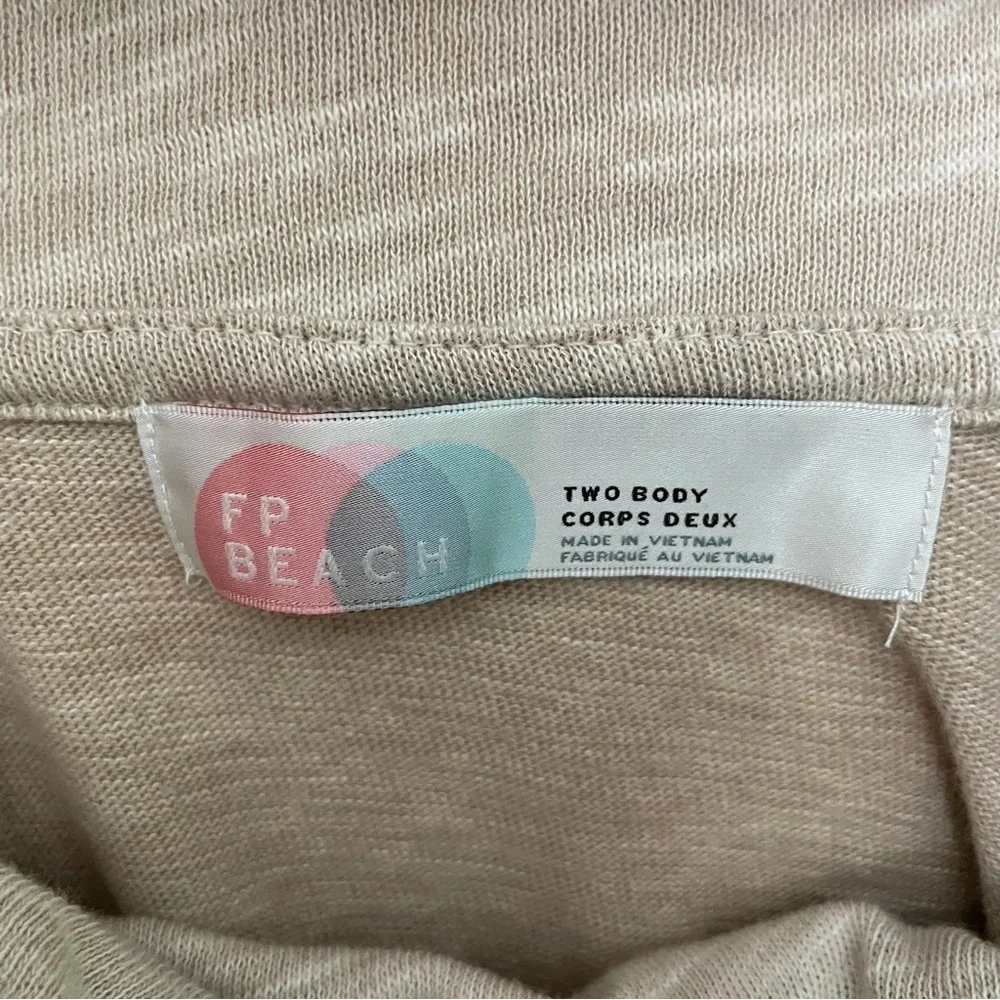 FP
BEACH
TWO BODY
CORPS DEUX
MADE IN VIETNAM
FABRIQUÉ AU VIETNAM